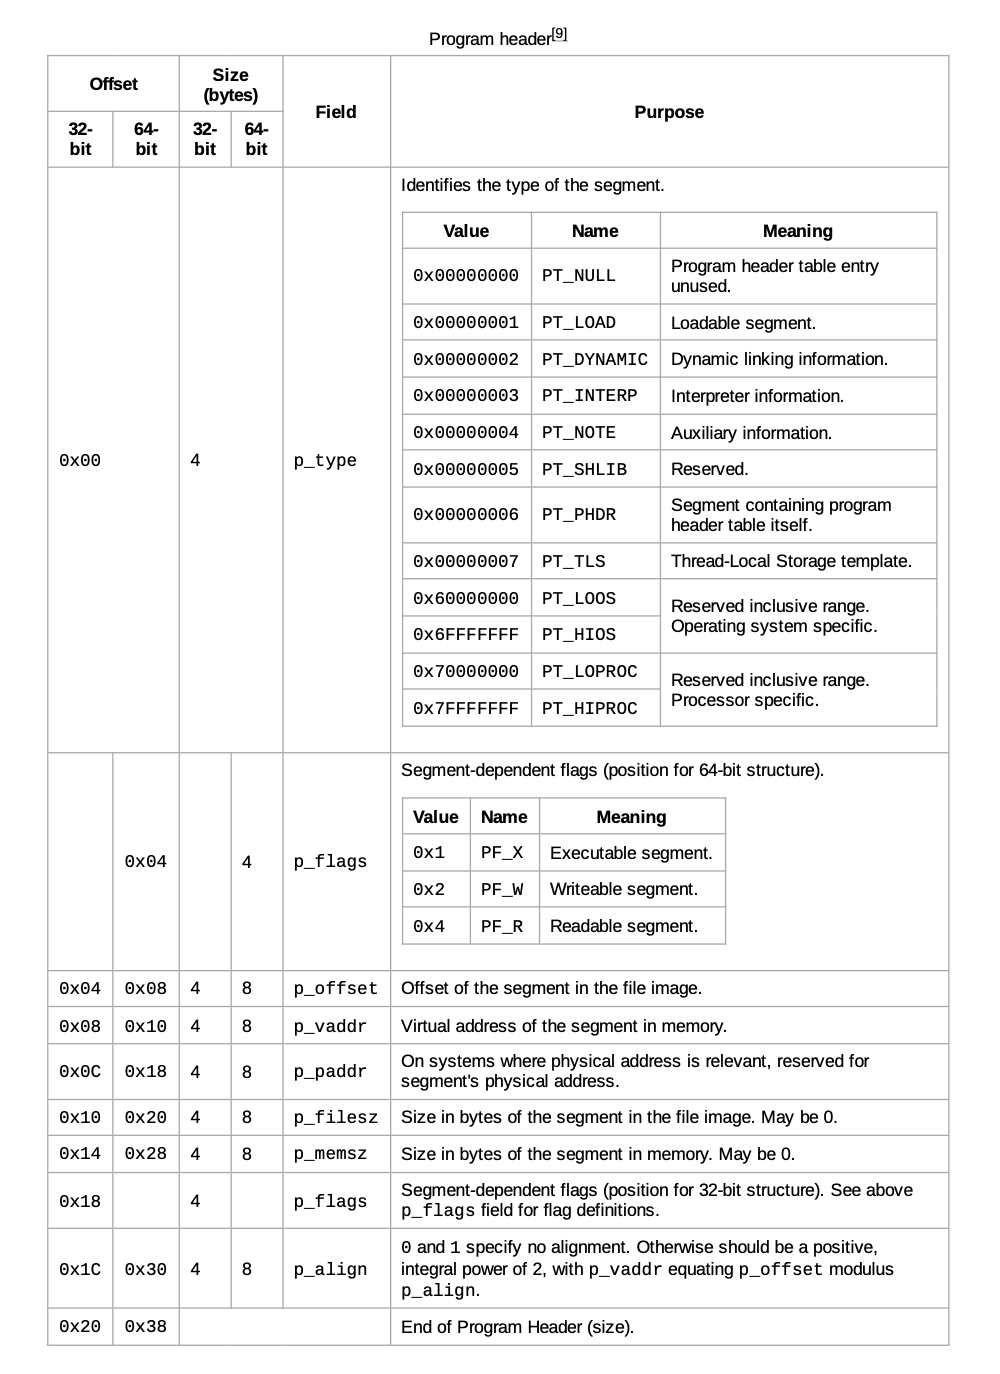 Program header[9]
Offset
Size
(bytes)
Field
Purpose
32-
bit
64-
bit
32-
bit
64-
bit
0x00
4
p_type
Identifies the type of the segment.
Value Name Meaning
0x00000000 PT_NULL Program header table entry
unused.
0x00000001 PT_LOAD Loadable segment.
0x00000002 PT_DYNAMIC Dynamic linking information.
0x00000003 PT_INTERP Interpreter information.
0x00000004 PT_NOTE Auxiliary information.
0x00000005 PT_SHLIB Reserved.
0x00000006 PT_PHDR Segment containing program
header table itself.
0x00000007 PT_TLS Thread-Local Storage template.
0x60000000 PT_LOOS
0x6FFFFFFF PT_HIOS
Reserved inclusive range.
Operating system specific.
0x70000000 PT_LOPROC
0x7FFFFFFF PT_HIPROC
Reserved inclusive range.
Processor specific.
0x04 4 p_flags
Segment-dependent flags (position for 64-bit structure).
Value Name Meaning
0x1 PF_X Executable segment.
0x2 PF_W Writeable segment.
0x4 PF_R Readable segment.
0x04 0x08 4 8 p_offset Offset of the segment in the file image.
0x08 0x10 4 8 p_vaddr Virtual address of the segment in memory.
0x0C 0x18 4 8 p_paddr On systems where physical address is relevant, reserved for
segment's physical address.
0x10 0x20 4 8 p_filesz Size in bytes of the segment in the file image. May be 0.
0x14 0x28 4 8 p_memsz Size in bytes of the segment in memory. May be 0.
0x18 4 p_flags Segment-dependent flags (position for 32-bit structure). See above
p_flags field for flag definitions.
0x1C 0x30 4 8 p_align 0 and 1 specify no alignment. Otherwise should be a positive,
integral power of 2, with p_vaddr equating p_offset modulus
p_align.
0x20 0x38 End of Program Header (size).